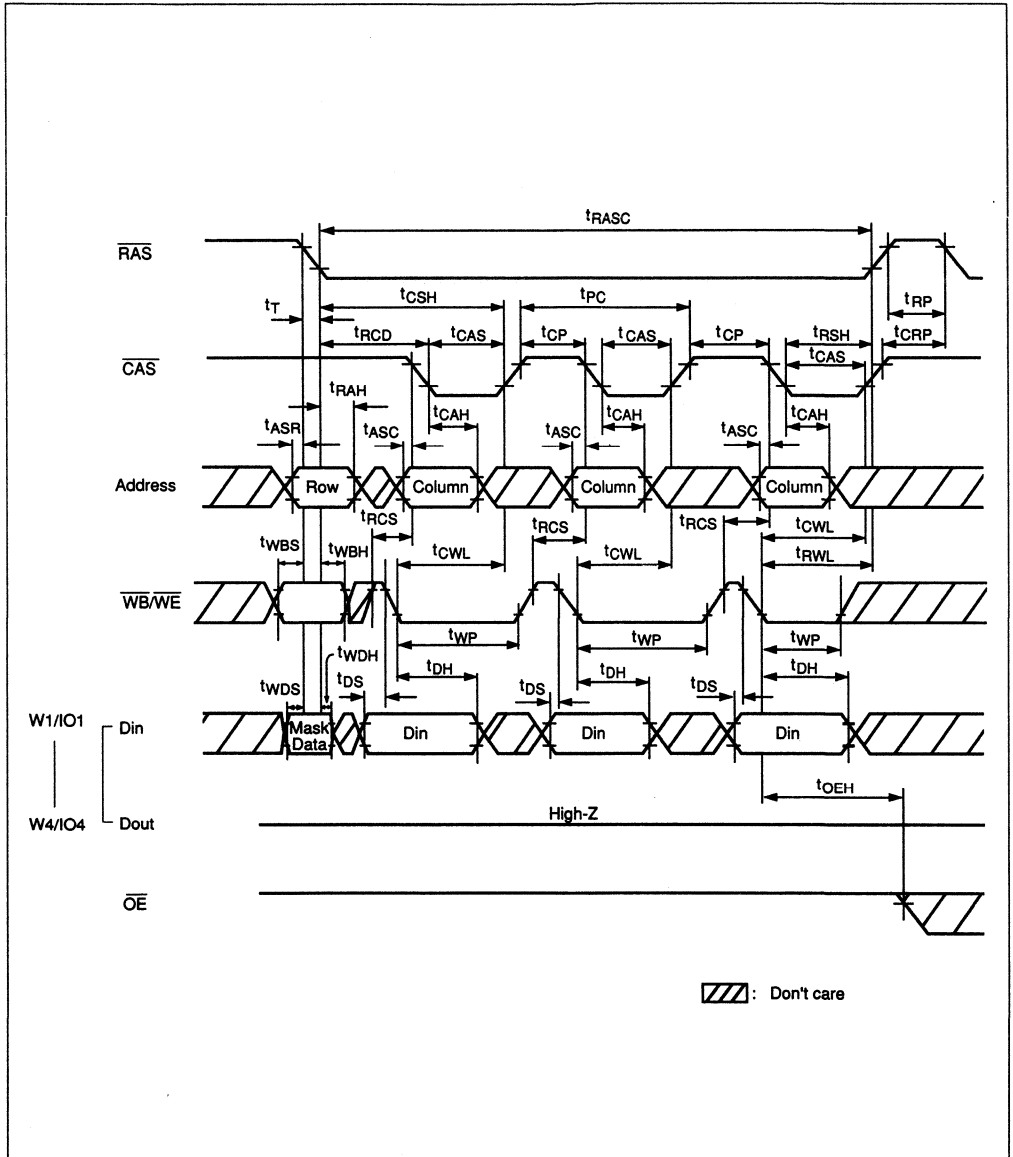 tRASC
RAS
tCSH
tPC
tT
tRP
tRCD
tCAS
tCP
tCAS
tCP
tRSH
tCRP
CAS
tCAS
tRAH
tASR
tASC
tCAH
tASC
tCAH
tASC
tCAH
Address
Row
Column
Column
Column
tRCS
tRCS
tRCS
tCWL
tWBS
tWBH
tCWL
tCWL
tRWL
WB/WE
tWP
tWP
tWP
tWDH
tWDS
tDS
tDH
tDS
tDH
tDS
tDH
W1/IO1
Din
Mask
Data
Din
Din
Din
tOEH
W4/IO4
Dout
High-Z
OE
: Don't care